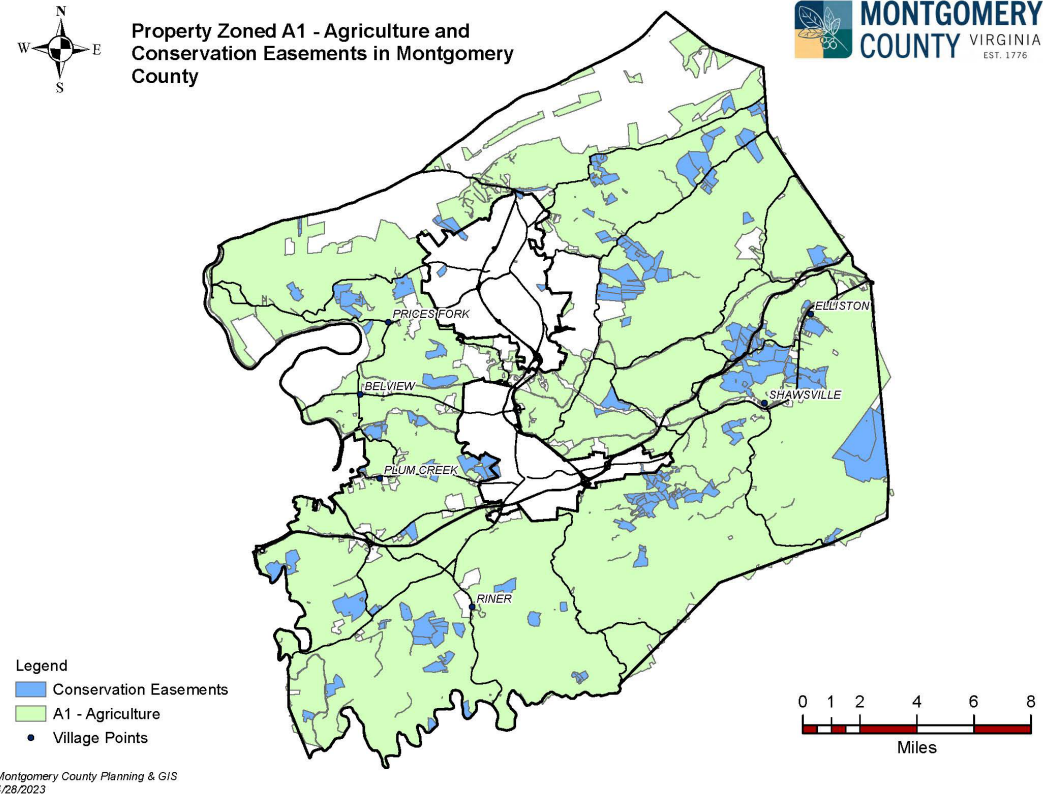 N
W E
S
Property Zoned A1 - Agriculture and
Conservation Easements in Montgomery
County
MONTGOMERY
COUNTY VIRGINIA
EST. 1776
ELLISTON
PRICES FORK
BELVIEW
SHAWSVILLE
PLUM CREEK
RINER
Legend
Conservation Easements
A1 - Agriculture
Village Points
0 1 2 4 6 8
Miles
Montgomery County Planning & GIS
/28/2023